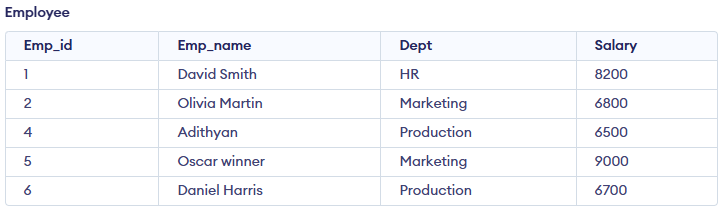 Employee
Emp_id Emp_name Dept Salary
1 David Smith HR 8200
2 Olivia Martin Marketing 6800
4 Adithyan Production 6500
5 Oscar winner Marketing 9000
6 Daniel Harris Production 6700